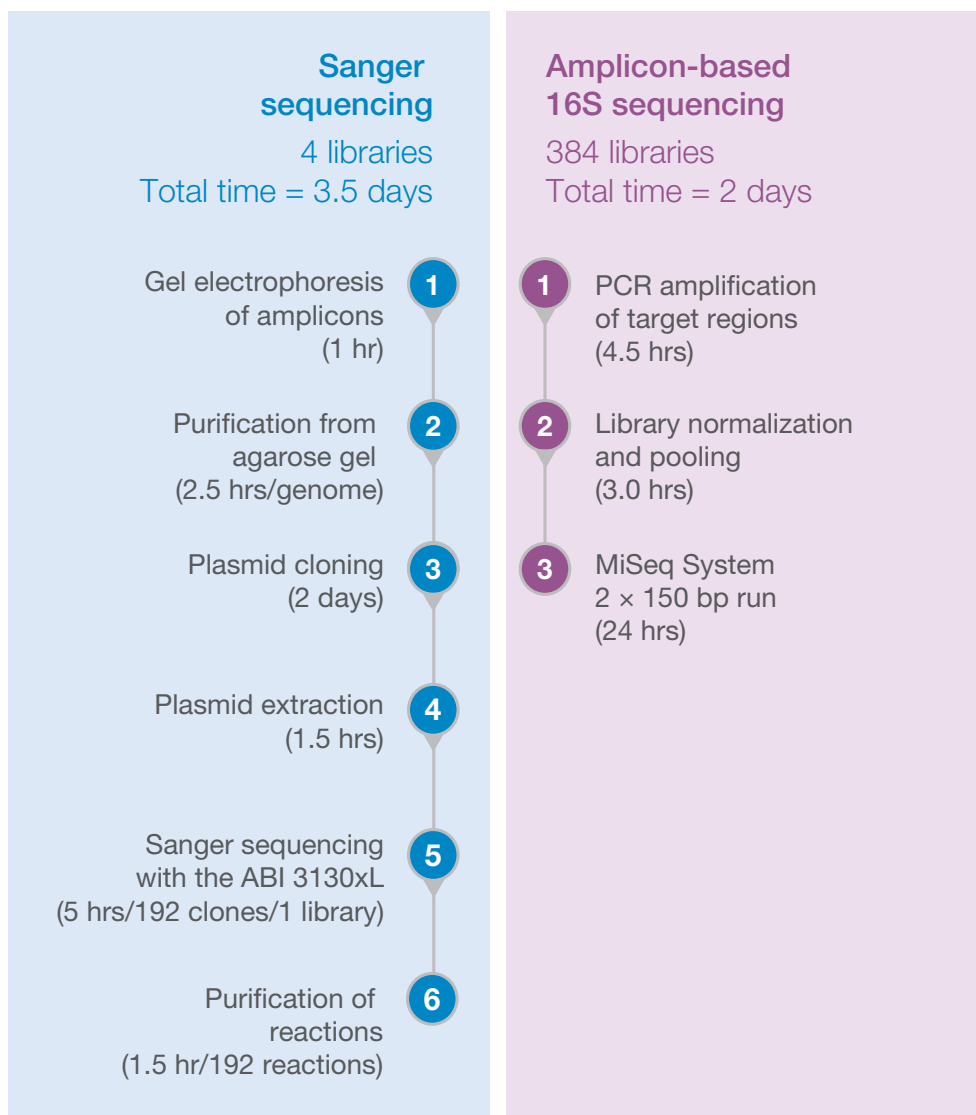 Sanger
sequencing
4 libraries
Total time = 3.5 days
1
Gel electrophoresis
of amplicons
(1 hr)
2
Purification from
agarose gel
(2.5 hrs/genome)
3
Plasmid cloning
(2 days)
4
Plasmid extraction
(1.5 hrs)
5
Sanger sequencing
with the ABI 3130xL
(5 hrs/192 clones/1 library)
6
Purification of
reactions
(1.5 hr/192 reactions)
Amplicon-based
16S sequencing
384 libraries
Total time = 2 days
1
PCR amplification
of target regions
(4.5 hrs)
2
Library normalization
and pooling
(3.0 hrs)
3
MiSeq System
2 × 150 bp run
(24 hrs)